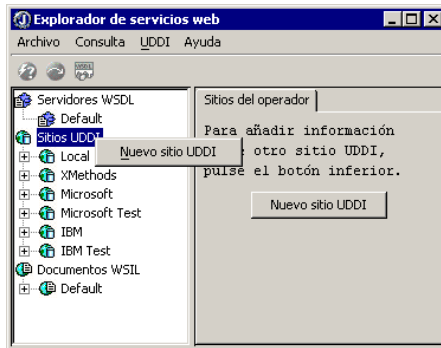 Explorador de servicios web
Archivo Consulta UDDI Ayuda
Servidores WSDL
Default
Sitios UDDI
Nuevo sitio UDDI
Local
XMethods
Microsoft
Microsoft Test
IBM
IBM Test
Documentos WSIL
Default
Sitios del operador
Para añadir información
otro sitio UDDI,
pulse el botón inferior.
Nuevo sitio UDDI